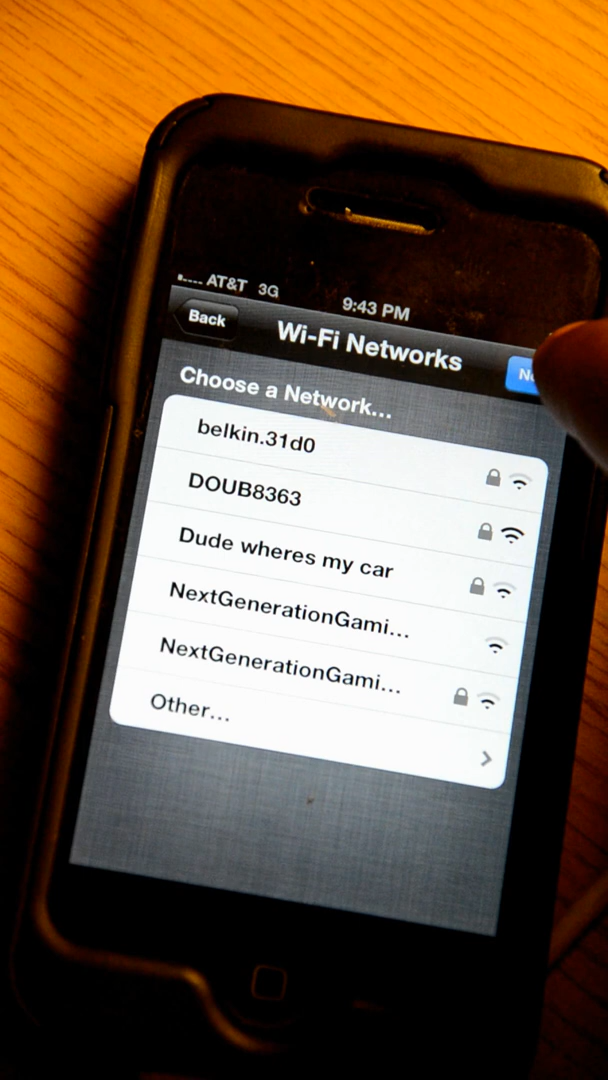 AT&T 3G 9:43 PM
Back Wi-Fi Networks
Choose a Network...
belkin.31d0
DOUB8363
Dude wheres my car
NextGenerationGami...
NextGenerationGami...
Other...